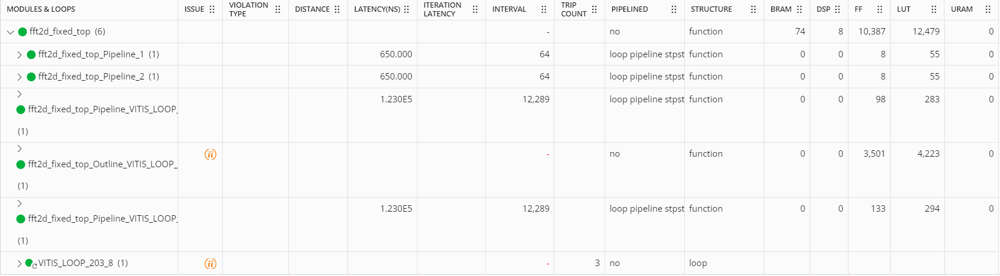 MODULES & LOOPS ISSUE VIOLATION TYPE DISTANCE LATENCY(NS) ITERATION LATENCY INTERVAL TRIP COUNT PIPELINED STRUCTURE BRAM DSP FF LUT URAM
fft2d_fixed_top (6) - no function 74 8 10,387 12,479 0
fft2d_fixed_top_Pipeline_1 (1) 650.000 64 loop pipeline stpst function 0 0 8 55 0
fft2d_fixed_top_Pipeline_2 (1) 650.000 64 loop pipeline stpst function 0 0 8 55 0
1.230E5 12,289 loop pipeline stpst function 0 0 98 283 0
fft2d_fixed_top_Pipeline_VITIS_LOOP_
(1)
ii - no function 0 0 3,501 4,223 0
fft2d_fixed_top_Outline_VITIS_LOOP_
(1)
1.230E5 12,289 loop pipeline stpst function 0 0 133 294 0
fft2d_fixed_top_Pipeline_VITIS_LOOP_
(1)
VITIS_LOOP_203_8 (1) ii - 3 no loop